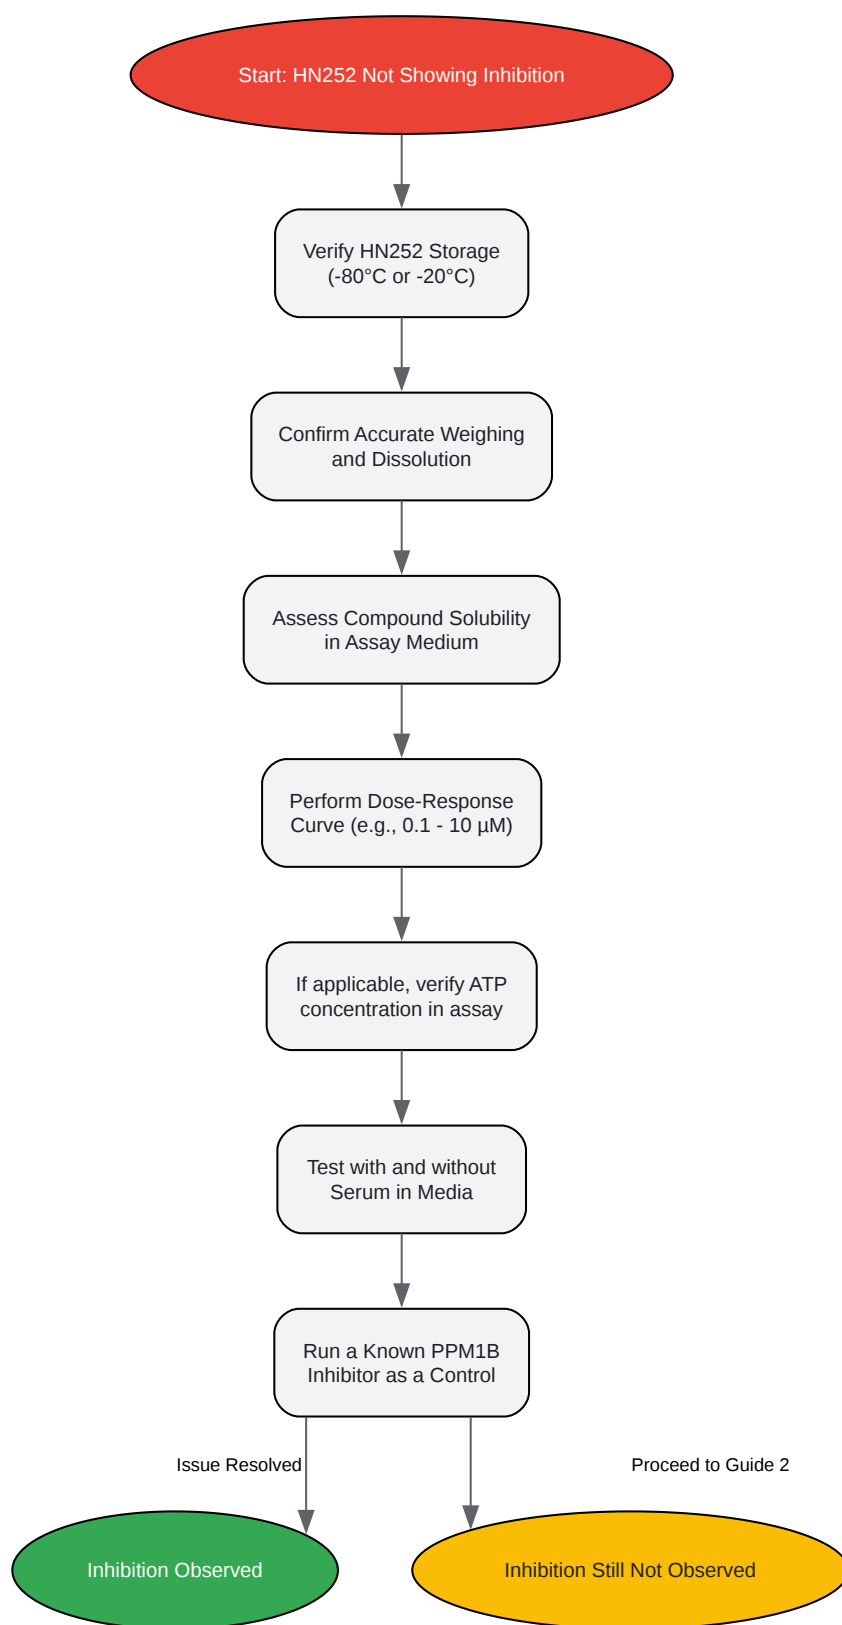 Start: HN252 Not Showing Inhibition
Verify HN252 Storage
(-80°C or -20°C)
Confirm Accurate Weighing
and Dissolution
Assess Compound Solubility
in Assay Medium
Perform Dose-Response
Curve (e.g., 0.1 - 10 µM)
If applicable, verify ATP
concentration in assay
Test with and without
Serum in Media
Run a Known PPM1B
Inhibitor as a Control
Issue Resolved
Proceed to Guide 2
Inhibition Observed
Inhibition Still Not Observed